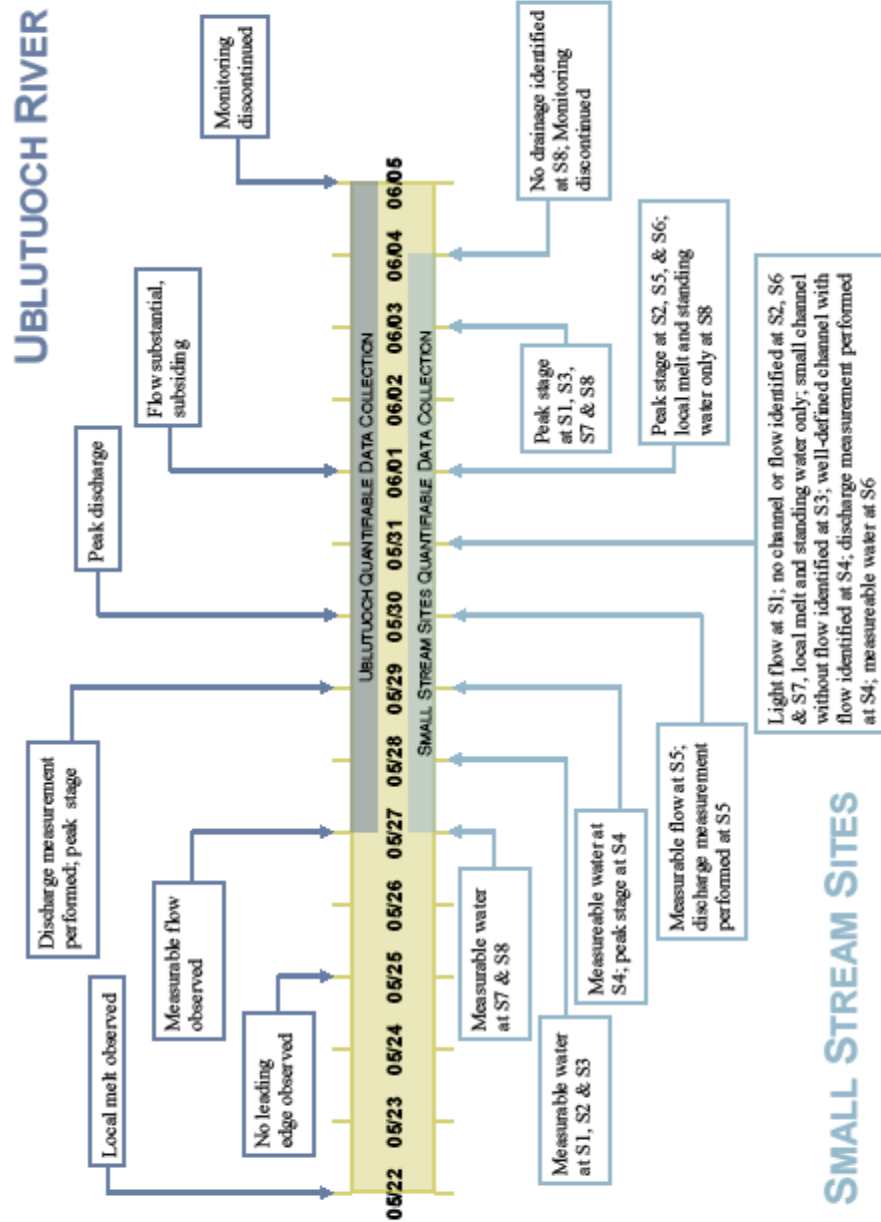 UBLUTUOCH RIVER
Local melt observed
No leading
edge observed
Measurable flow
observed
Discharge measurement
performed; peak stage
Peak discharge
Flow substantial,
subsiding
Monitoring
discontinued
UBLUTUOCH QUANTIFIABLE DATA COLLECTION
05/22 05/23 05/24 05/25 05/26 05/27 05/28 05/29 05/30 05/31 06/01 06/02 06/03 06/04 06/05
SMALL STREAM SITES QUANTIFIABLE DATA COLLECTION
Measurable water
at S7 & S8
Measurable water
at S1, S2 & S3
Measureable water at
S4; peak stage at S4
Measurable flow at S5;
discharge measurement
performed at S5
Light flow at S1; no channel or flow identified at S2, S6
& S7, local melt and standing water only; small channel
without flow identified at S3; well-defined channel with
flow identified at S4; discharge measurement performed
at S4; measureable water at S6
Peak stage at S2, S5, & S6;
local melt and standing
water only at S8
Peak stage
at S1, S3,
S7 & S8
No drainage identified
at S8; Monitoring
discontinued
SMALL STREAM SITES